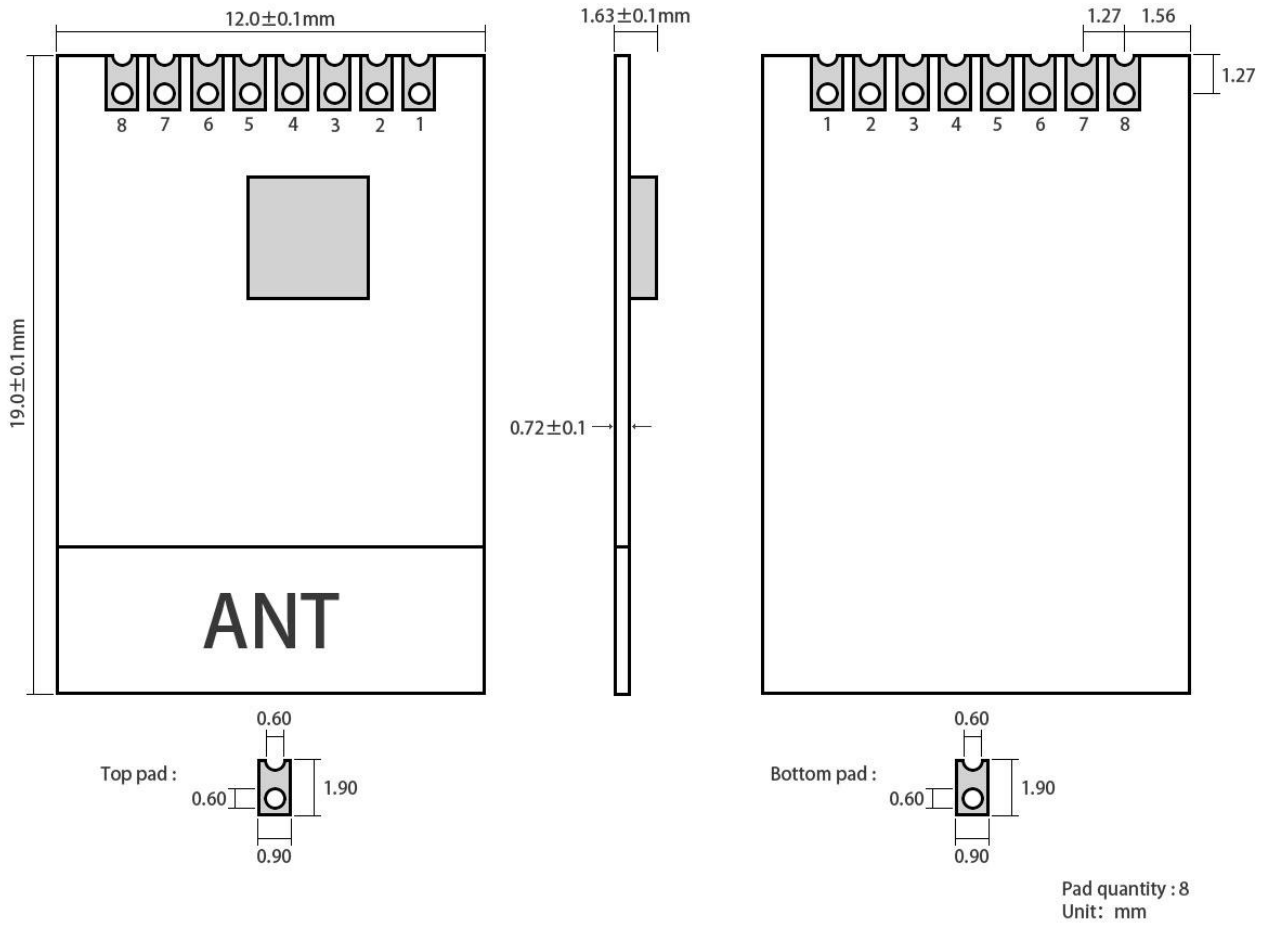 12.0±0.1mm
1.63±0.1mm
1.27 1.56
1.27
8 7 6 5 4 3 2 1
1 2 3 4 5 6 7 8
19.0±0.1mm
0.72±0.1
ANT
0.60
Top pad :
0.60
1.90
0.90
0.60
Bottom pad :
0.60
1.90
0.90
Pad quantity : 8
Unit: mm